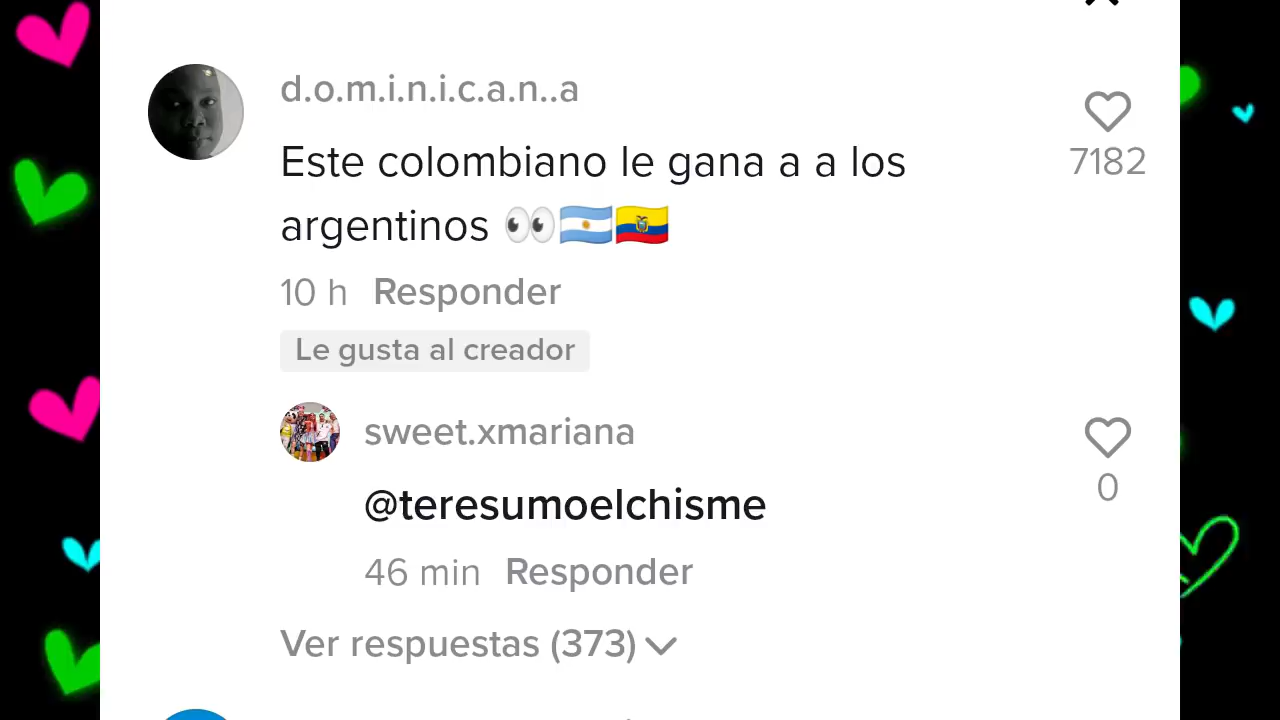 d.o.m.i.n.i.c.a.n..a
Este colombiano le gana a a los
7182
argentinos 👀🇦🇷🇪🇨
10 h Responder
Le gusta al creador
sweet.xmariana
0
@teresumoelchisme
46 min Responder
Ver respuestas (373)